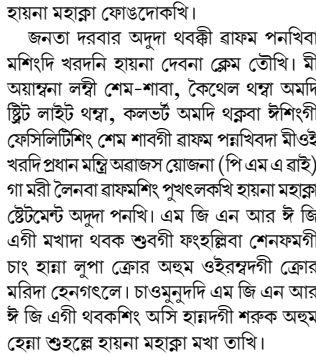 হায়না মহাক্না ফোঙদোকখি।
জনতা দরবার অদুদা থবক্কী ৱাফম পনখিবা
মশিংদি খরদনি হায়না দেবনা ক্লেম তৌখি। মী
অয়াম্বনা লম্বী শেম-শাবা, কৈথেল থম্বা অমদি
ষ্ট্রিট লাইট থম্বা, কলভর্ট অমদি থক্নবা ঈশিংগী
ফেসিলিটিশিং শেম শাবগী ৱাফম পন্নখিবদা মীওই
খরদি প্রধান মন্ত্রি অৱাজস য়োজনা (পি এম এ ৱাই)
গা মরী লৈনবা ৱাফমশিং পুখৎলকখি হায়না মহাক্না
ষ্টেটমেন্ট অদুদা পনখি। এম জি এন আর ঈ জি
এগী মখাদা থবক শুবগী ফংহল্লিবা শেনফমগী
চাং হান্না লুপা ক্রোর অহুম ওইরম্বদগী ক্রোর
মরিদা হেনগৎলে। চাওমুনুদদি এম জি এন আর
ঈ জি এগী থবকশিং অসি হান্নদগী শরুক অহুম
হেন্না শুহল্লে হায়না মহাক্না মখা তাখি।